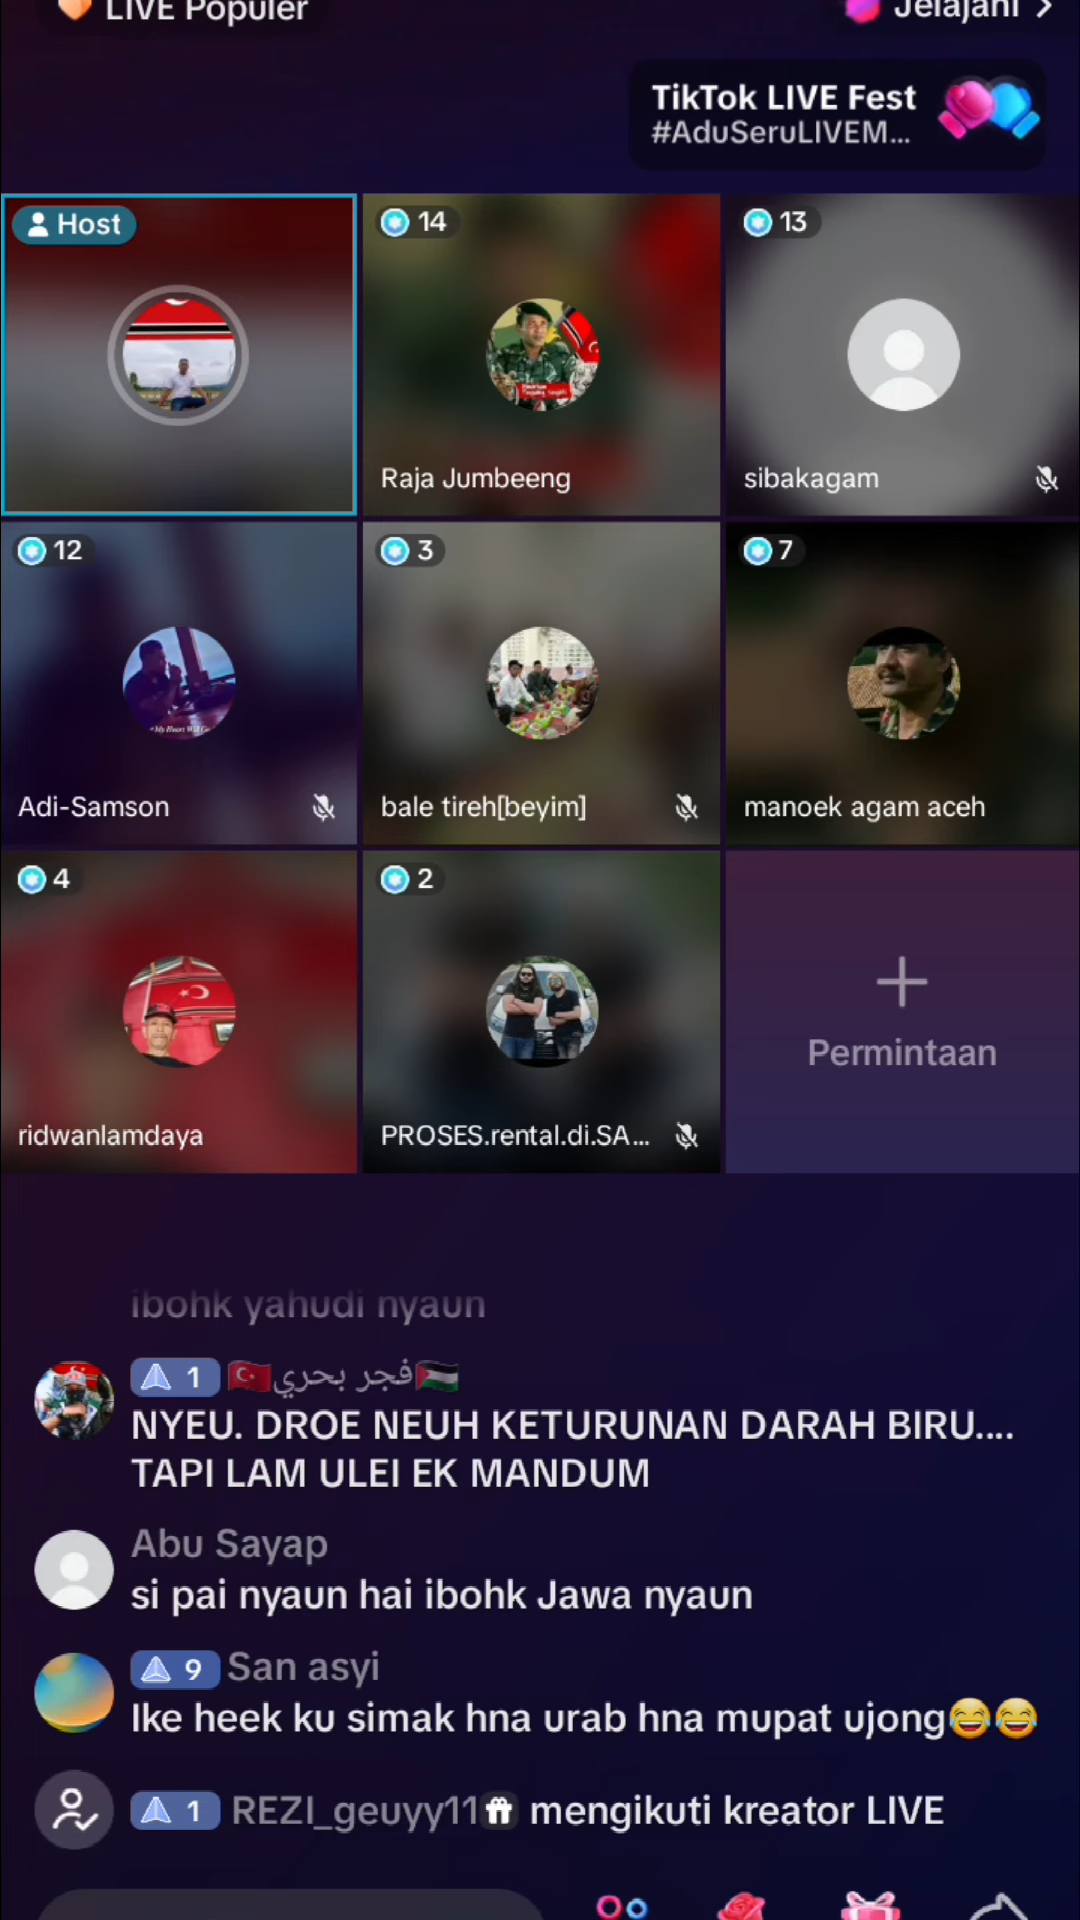 LIVE Populer
Jelajahi >
TikTok LIVE Fest
#AduSeruLIVEM...
Host
14
Raja Jumbeeng
13
sibakagam
12
Adi-Samson
3
bale tireh[beyim]
7
manoek agam aceh
4
ridwanlamdaya
2
PROSES.rental.di.SA...
Permintaan
ibohk yahudi nyaun
1 🇹🇷فجر بحري🇵🇸
NYEU. DROE NEUH KETURUNAN DARAH BIRU....
TAPI LAM ULEI EK MANDUM
Abu Sayap
si pai nyaun hai ibohk Jawa nyaun
9 San asyi
Ike heek ku simak hna urab hna mupat ujong😂😂
1 REZI_geuyy11 mengikuti kreator LIVE